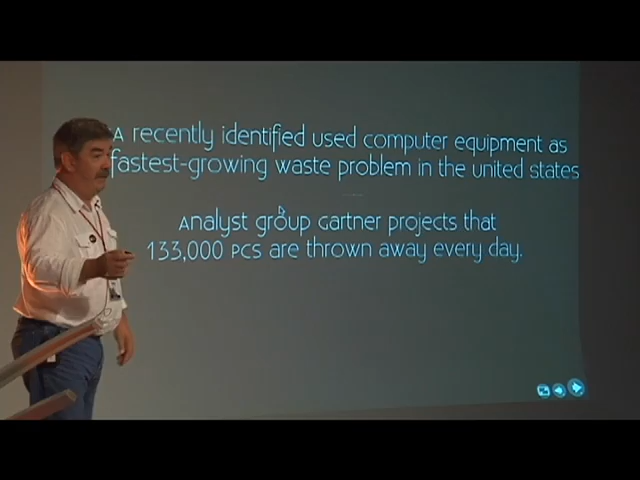 A recently identified used computer equipment as
fastest-growing waste problem in the united states
Analyst group Gartner projects that
133,000 PCs are thrown away every day.